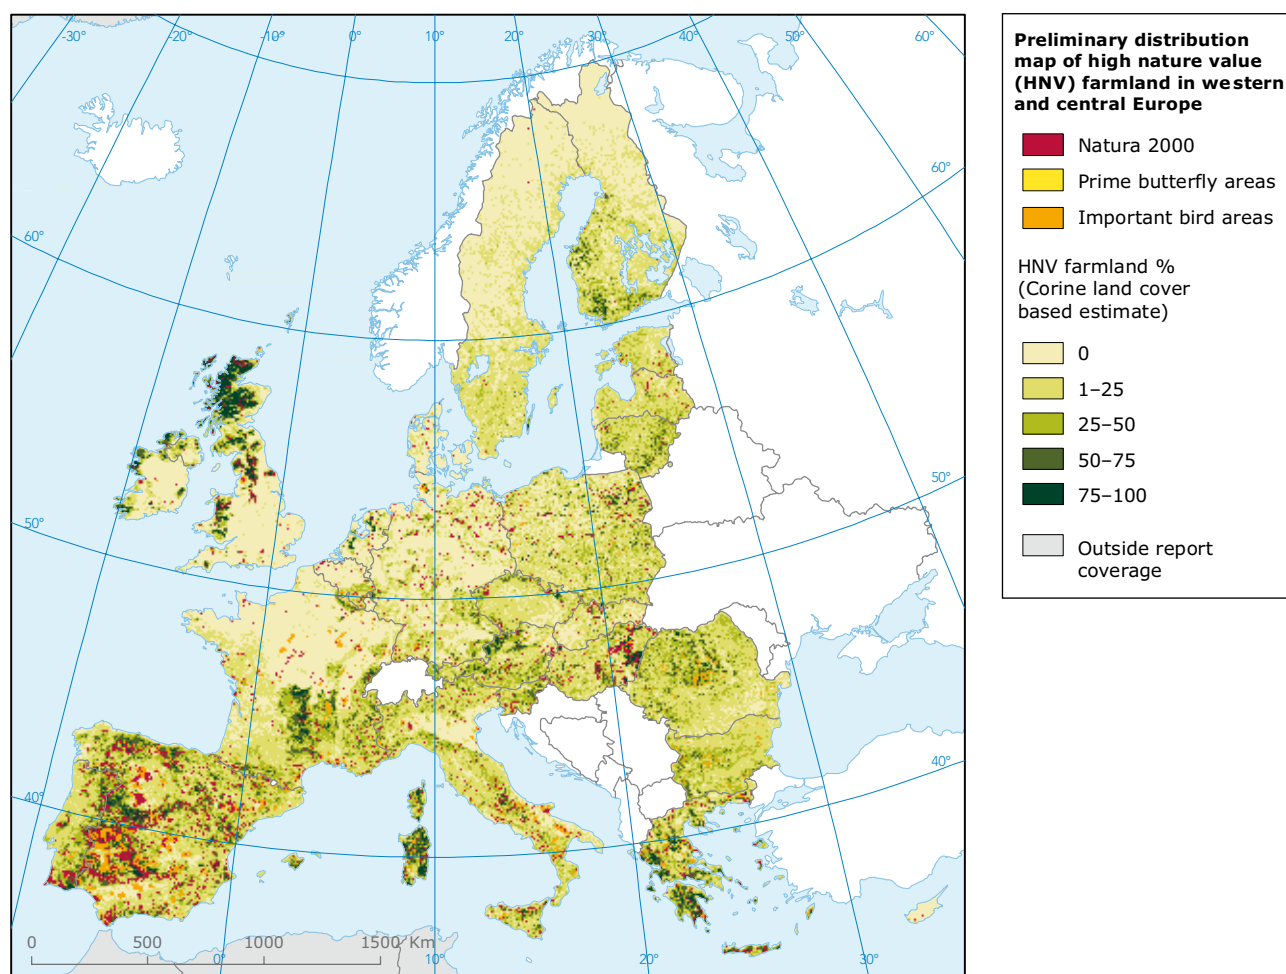 -30°
-20°
-10°
0°
10°
20°
30°
40°
50°
60°
60°
60°
50°
50°
40°
40°
0
500
1000
1500 Km
0°
10°
20°
30°
Preliminary distribution
map of high nature value
(HNV) farmland in western
and central Europe
Natura 2000
Prime butterfly areas
Important bird areas
HNV farmland %
(Corine land cover
based estimate)
0
1–25
25–50
50–75
75–100
Outside report
coverage